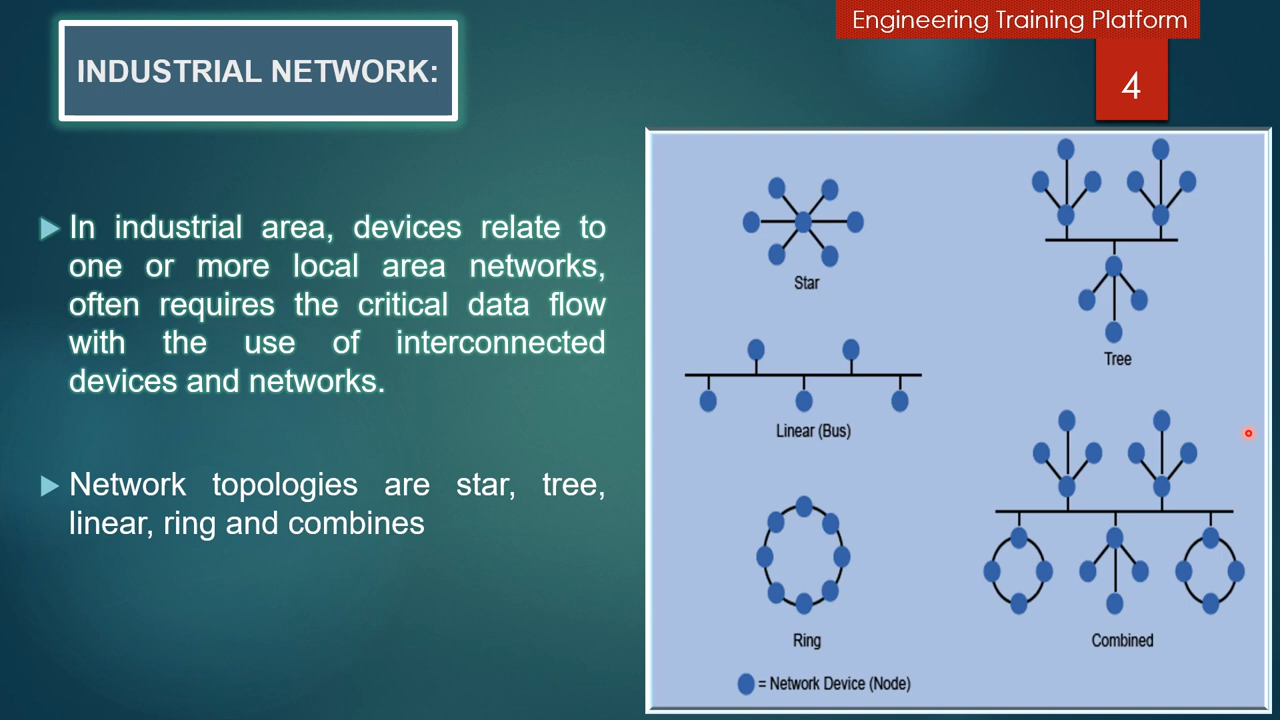 Engineering Training Platform
4
INDUSTRIAL NETWORK:
In industrial area, devices relate to
one or more local area networks,
often requires the critical data flow
with the use of interconnected
devices and networks.
Network topologies are star, tree,
linear, ring and combines
Star
Tree
Linear (Bus)
Ring
Combined
= Network Device (Node)